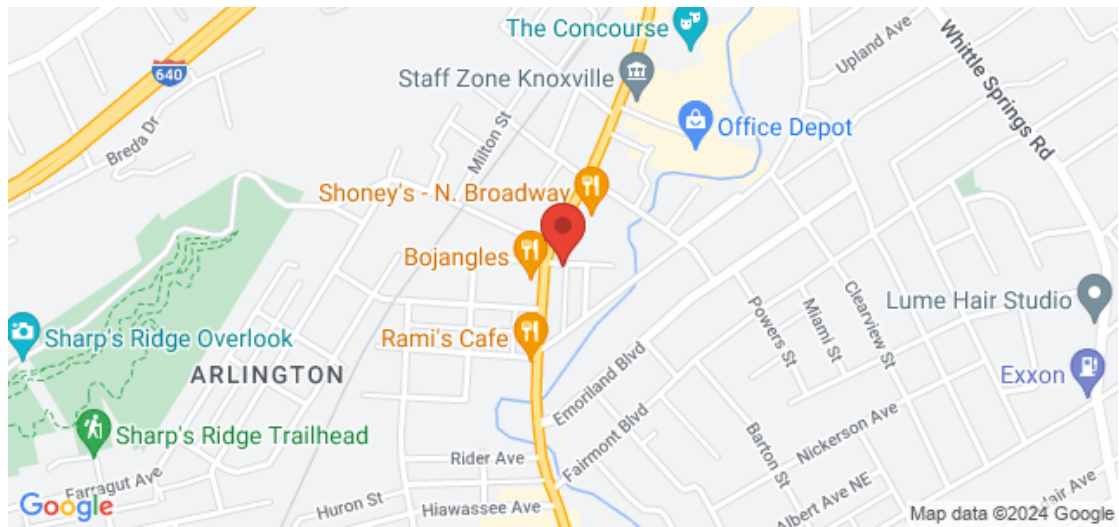 The Concourse
Upland Ave
Whittle Springs Rd
640
Staff Zone Knoxville
Breda Dr
Milton St
Office Depot
Shoney's - N. Broadway
Bojangles
Powers St
Miami St
Clearview St
Lume Hair Studio
Sharp's Ridge Overlook
Rami's Cafe
ARLINGTON
Emoriland Blvd
Exxon
Sharp's Ridge Trailhead
Fairmont Blvd
Barton St
Nickerson Ave
Rider Ave
Farragut Ave
Huron St
Hiawassee Ave
Albert Ave NE
Google
Map data ©2024 Google